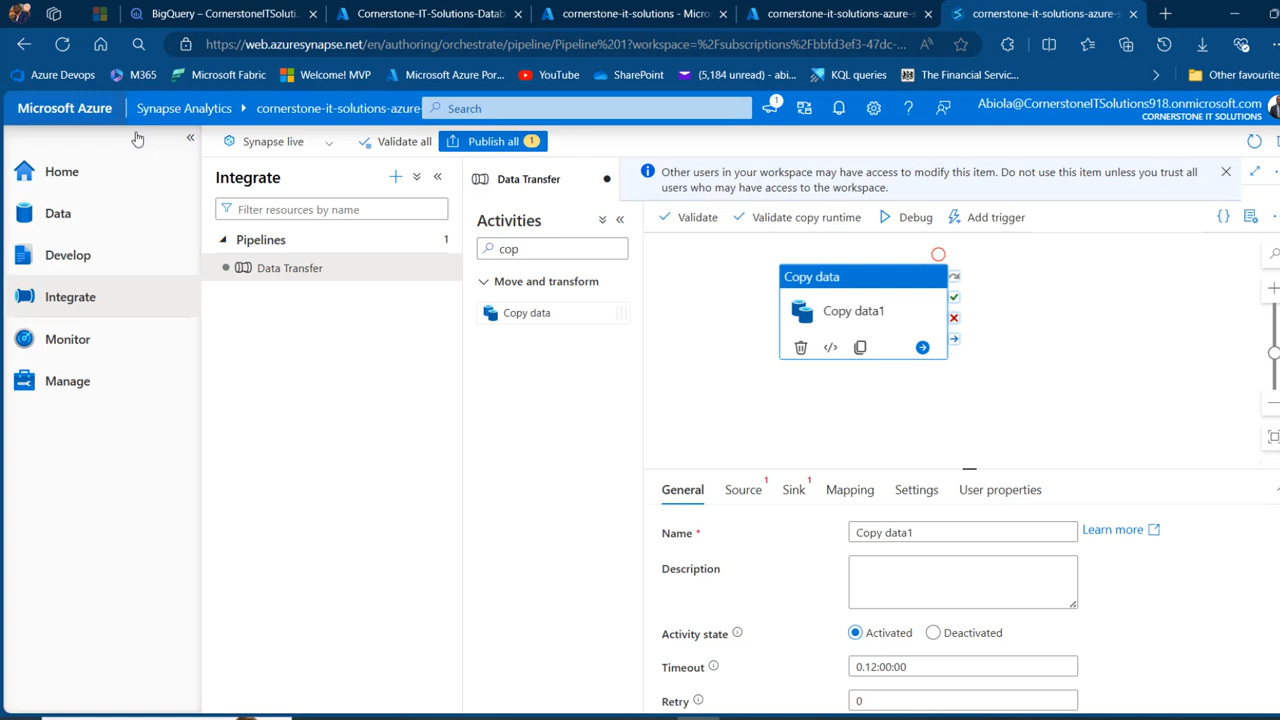 BigQuery – CornerstoneITSoluti...
Cornerstone-IT-Solutions-Datab
cornerstone-it-solutions - Micro
cornerstone-it-solutions-azure-s
cornerstone-it-solutions-azure-s
https://web.azuresynapse.net/en/authoring/orchestrate/pipeline/Pipeline%201?workspace=%2Fsubscriptions%2Fbbfd3ef3-47dc-...
Azure Devops
M365
Microsoft Fabric
Welcome! MVP
Microsoft Azure Por...
YouTube
SharePoint
(5,184 unread) - abi...
KQL queries
The Financial Servic...
Other favourite
Microsoft Azure
Synapse Analytics
cornerstone-it-solutions-azure-
Search
1
Abiola@CornerstoneITSolutions918.onmicrosoft.com
CORNERSTONE IT SOLUTIONS
Synapse live
Validate all
Publish all 1
Home
Data
Develop
Integrate
Monitor
Manage
Integrate
Filter resources by name
Pipelines 1
Data Transfer
Data Transfer
Other users in your workspace may have access to modify this item. Do not use this item unless you trust all
users who may have access to the workspace.
Activities
cop
Move and transform
Copy data
Validate
Validate copy runtime
Debug
Add trigger
Copy data
Copy data1
General
Source 1
Sink 1
Mapping
Settings
User properties
Name *
Copy data1
Learn more
Description
Activity state
Activated
Deactivated
Timeout
0.12:00:00
Retry
0